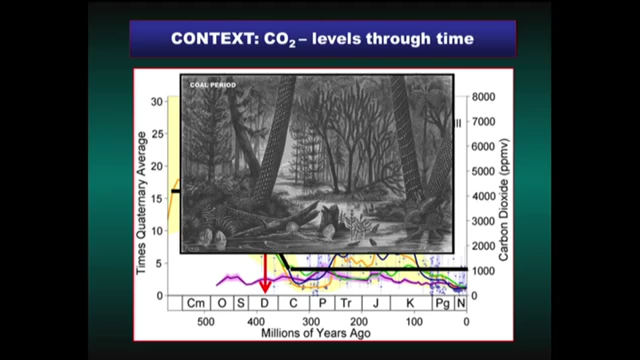 CONTEXT: CO2 – levels through time
COAL PERIOD
30
25
20
15
10
5
0
Times Quaternary Average
8000
7000
6000
5000
4000
3000
2000
1000
0
Carbon Dioxide (ppmv)
Cm O S D C P Tr J K Pg N
500 400 300 200 100 0
Millions of Years Ago